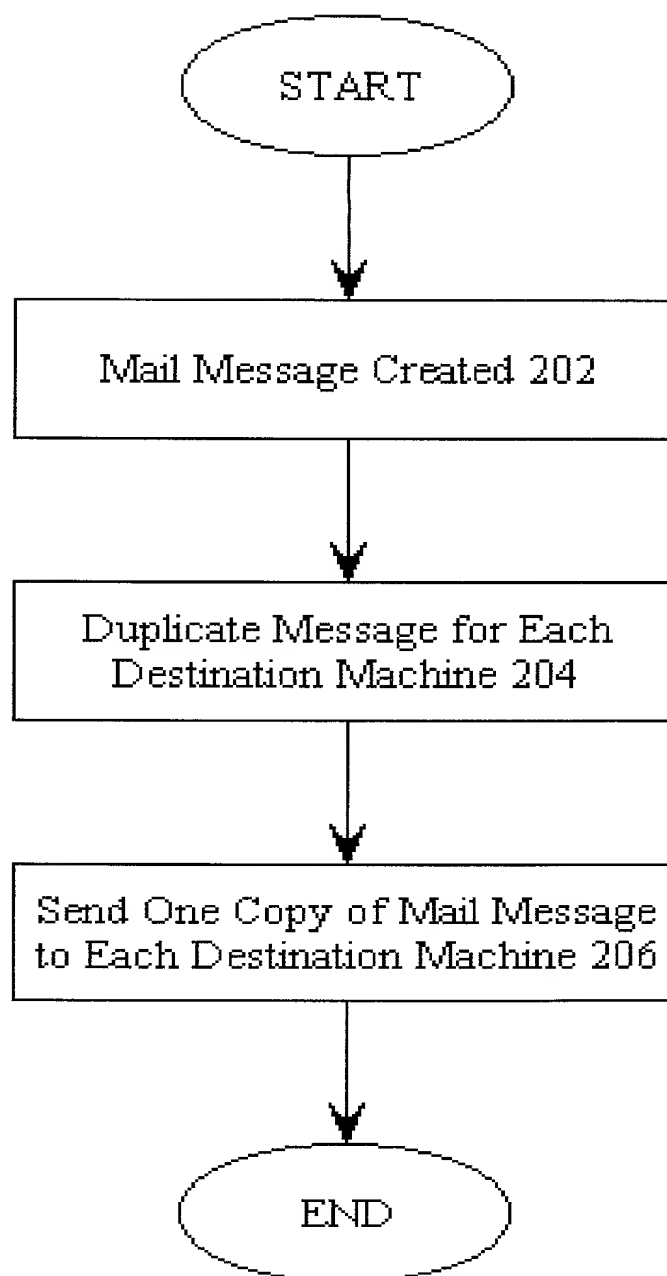 START
Mail Message Created 202
Duplicate Message for Each
Destination Machine 204
Send One Copy of Mail Message
to Each Destination Machine 206
END